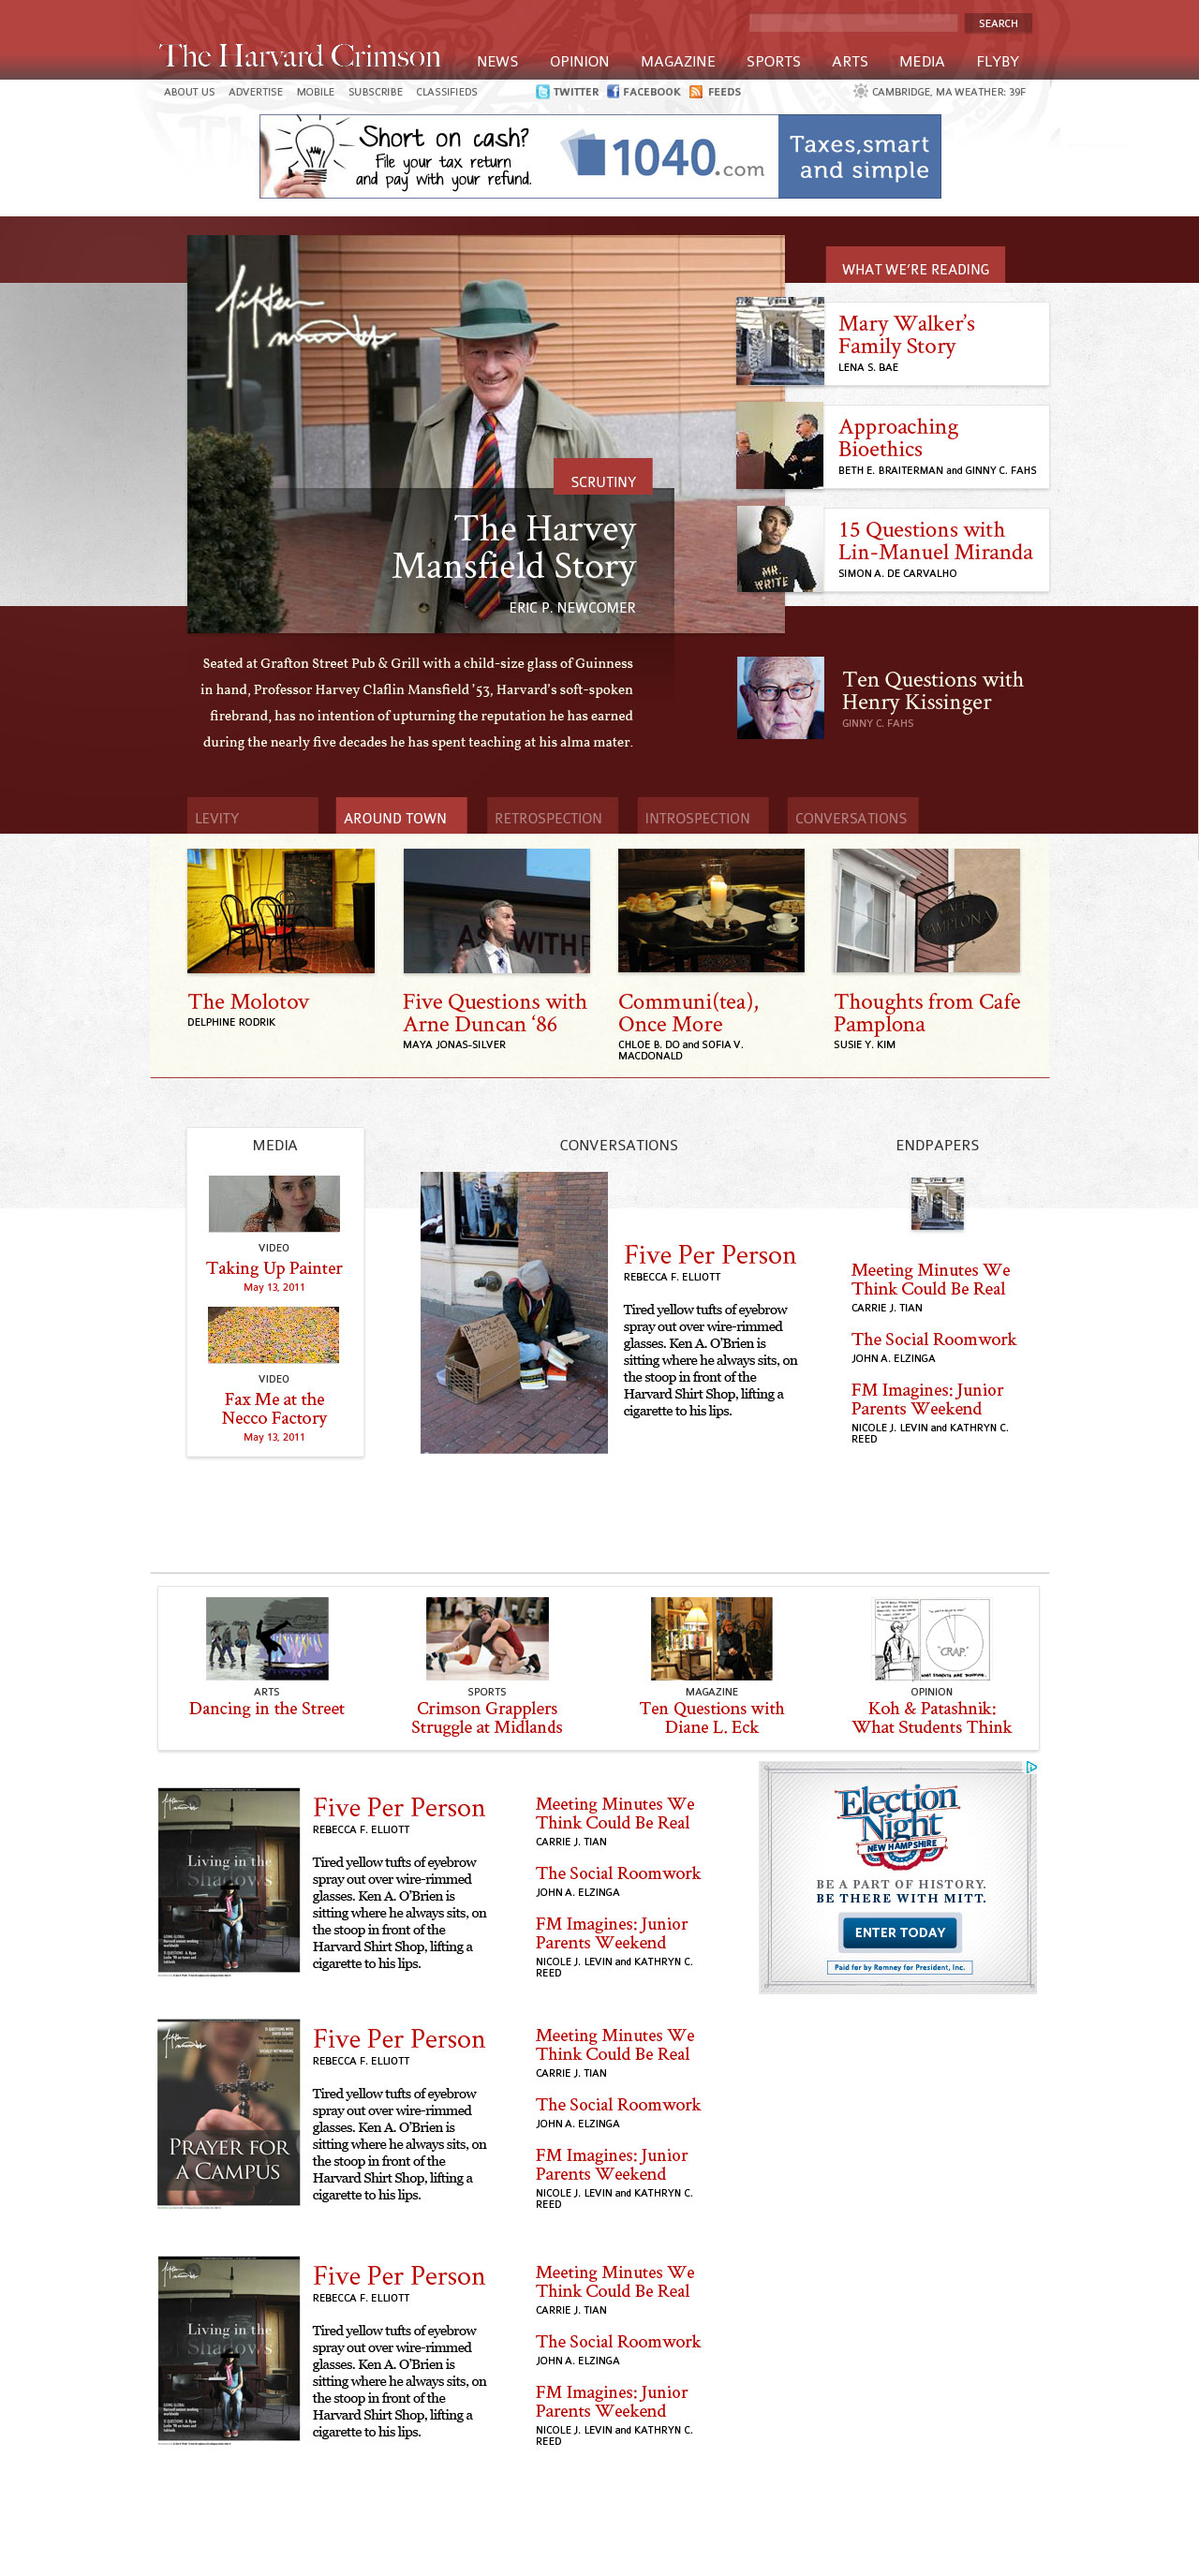 SEARCH
The Harvard Crimson
NEWS OPINION MAGAZINE SPORTS ARTS MEDIA FLYBY
ABOUT US ADVERTISE MOBILE SUBSCRIBE CLASSIFIEDS TWITTER FACEBOOK FEEDS CAMBRIDGE, MA WEATHER: 39F
Short on cash?
File your tax return
and pay with your refund.
1040.com
Taxes,smart
and simple
WHAT WE'RE READING
fifteen
minutes
Mary Walker's
Family Story
LENA S. BAE
Approaching
Bioethics
BETH E. BRAITERMAN and GINNY C. FAHS
15 Questions with
Lin-Manuel Miranda
SIMON A. DE CARVALHO
MR.
WRITE
SCRUTINY
The Harvey
Mansfield Story
ERIC P. NEWCOMER
Seated at Grafton Street Pub & Grill with a child-size glass of Guinness
in hand, Professor Harvey Claflin Mansfield ’53, Harvard’s soft-spoken
firebrand, has no intention of upturning the reputation he has earned
during the nearly five decades he has spent teaching at his alma mater.
Ten Questions with
Henry Kissinger
GINNY C. FAHS
LEVITY AROUND TOWN RETROSPECTION INTROSPECTION CONVERSATIONS
CAFE
PAMPLONA
The Molotov
DELPHINE RODRIK
Five Questions with
Arne Duncan ‘86
MAYA JONAS-SILVER
Communi(tea),
Once More
CHLOE B. DO and SOFIA V.
MACDONALD
Thoughts from Cafe
Pamplona
SUSIE Y. KIM
MEDIA
VIDEO
Taking Up Painter
May 13, 2011
VIDEO
Fax Me at the
Necco Factory
May 13, 2011
CONVERSATIONS
Five Per Person
REBECCA F. ELLIOTT
Tired yellow tufts of eyebrow
spray out over wire-rimmed
glasses. Ken A. O’Brien is
sitting where he always sits, on
the stoop in front of the
Harvard Shirt Shop, lifting a
cigarette to his lips.
ENDPAPERS
Meeting Minutes We
Think Could Be Real
CARRIE J. TIAN
The Social Roomwork
JOHN A. ELZINGA
FM Imagines: Junior
Parents Weekend
NICOLE J. LEVIN and KATHRYN C.
REED
ARTS
Dancing in the Street
SPORTS
Crimson Grapplers
Struggle at Midlands
MAGAZINE
Ten Questions with
Diane L. Eck
"CRAP."
OPINION
Koh & Patashnik:
What Students Think
fifteen
minutes
Living in the
Shadows
Five Per Person
REBECCA F. ELLIOTT
Tired yellow tufts of eyebrow
spray out over wire-rimmed
glasses. Ken A. O’Brien is
sitting where he always sits, on
the stoop in front of the
Harvard Shirt Shop, lifting a
cigarette to his lips.
Meeting Minutes We
Think Could Be Real
CARRIE J. TIAN
The Social Roomwork
JOHN A. ELZINGA
FM Imagines: Junior
Parents Weekend
NICOLE J. LEVIN and KATHRYN C.
REED
Election
Night
NEW HAMPSHIRE
BE A PART OF HISTORY.
BE THERE WITH MITT.
ENTER TODAY
Paid for by Romney for President, Inc.
fifteen
minutes
PRAYER FOR
A CAMPUS
Five Per Person
REBECCA F. ELLIOTT
Tired yellow tufts of eyebrow
spray out over wire-rimmed
glasses. Ken A. O’Brien is
sitting where he always sits, on
the stoop in front of the
Harvard Shirt Shop, lifting a
cigarette to his lips.
Meeting Minutes We
Think Could Be Real
CARRIE J. TIAN
The Social Roomwork
JOHN A. ELZINGA
FM Imagines: Junior
Parents Weekend
NICOLE J. LEVIN and KATHRYN C.
REED
fifteen
minutes
Living in the
Shadows
Five Per Person
REBECCA F. ELLIOTT
Tired yellow tufts of eyebrow
spray out over wire-rimmed
glasses. Ken A. O’Brien is
sitting where he always sits, on
the stoop in front of the
Harvard Shirt Shop, lifting a
cigarette to his lips.
Meeting Minutes We
Think Could Be Real
CARRIE J. TIAN
The Social Roomwork
JOHN A. ELZINGA
FM Imagines: Junior
Parents Weekend
NICOLE J. LEVIN and KATHRYN C.
REED